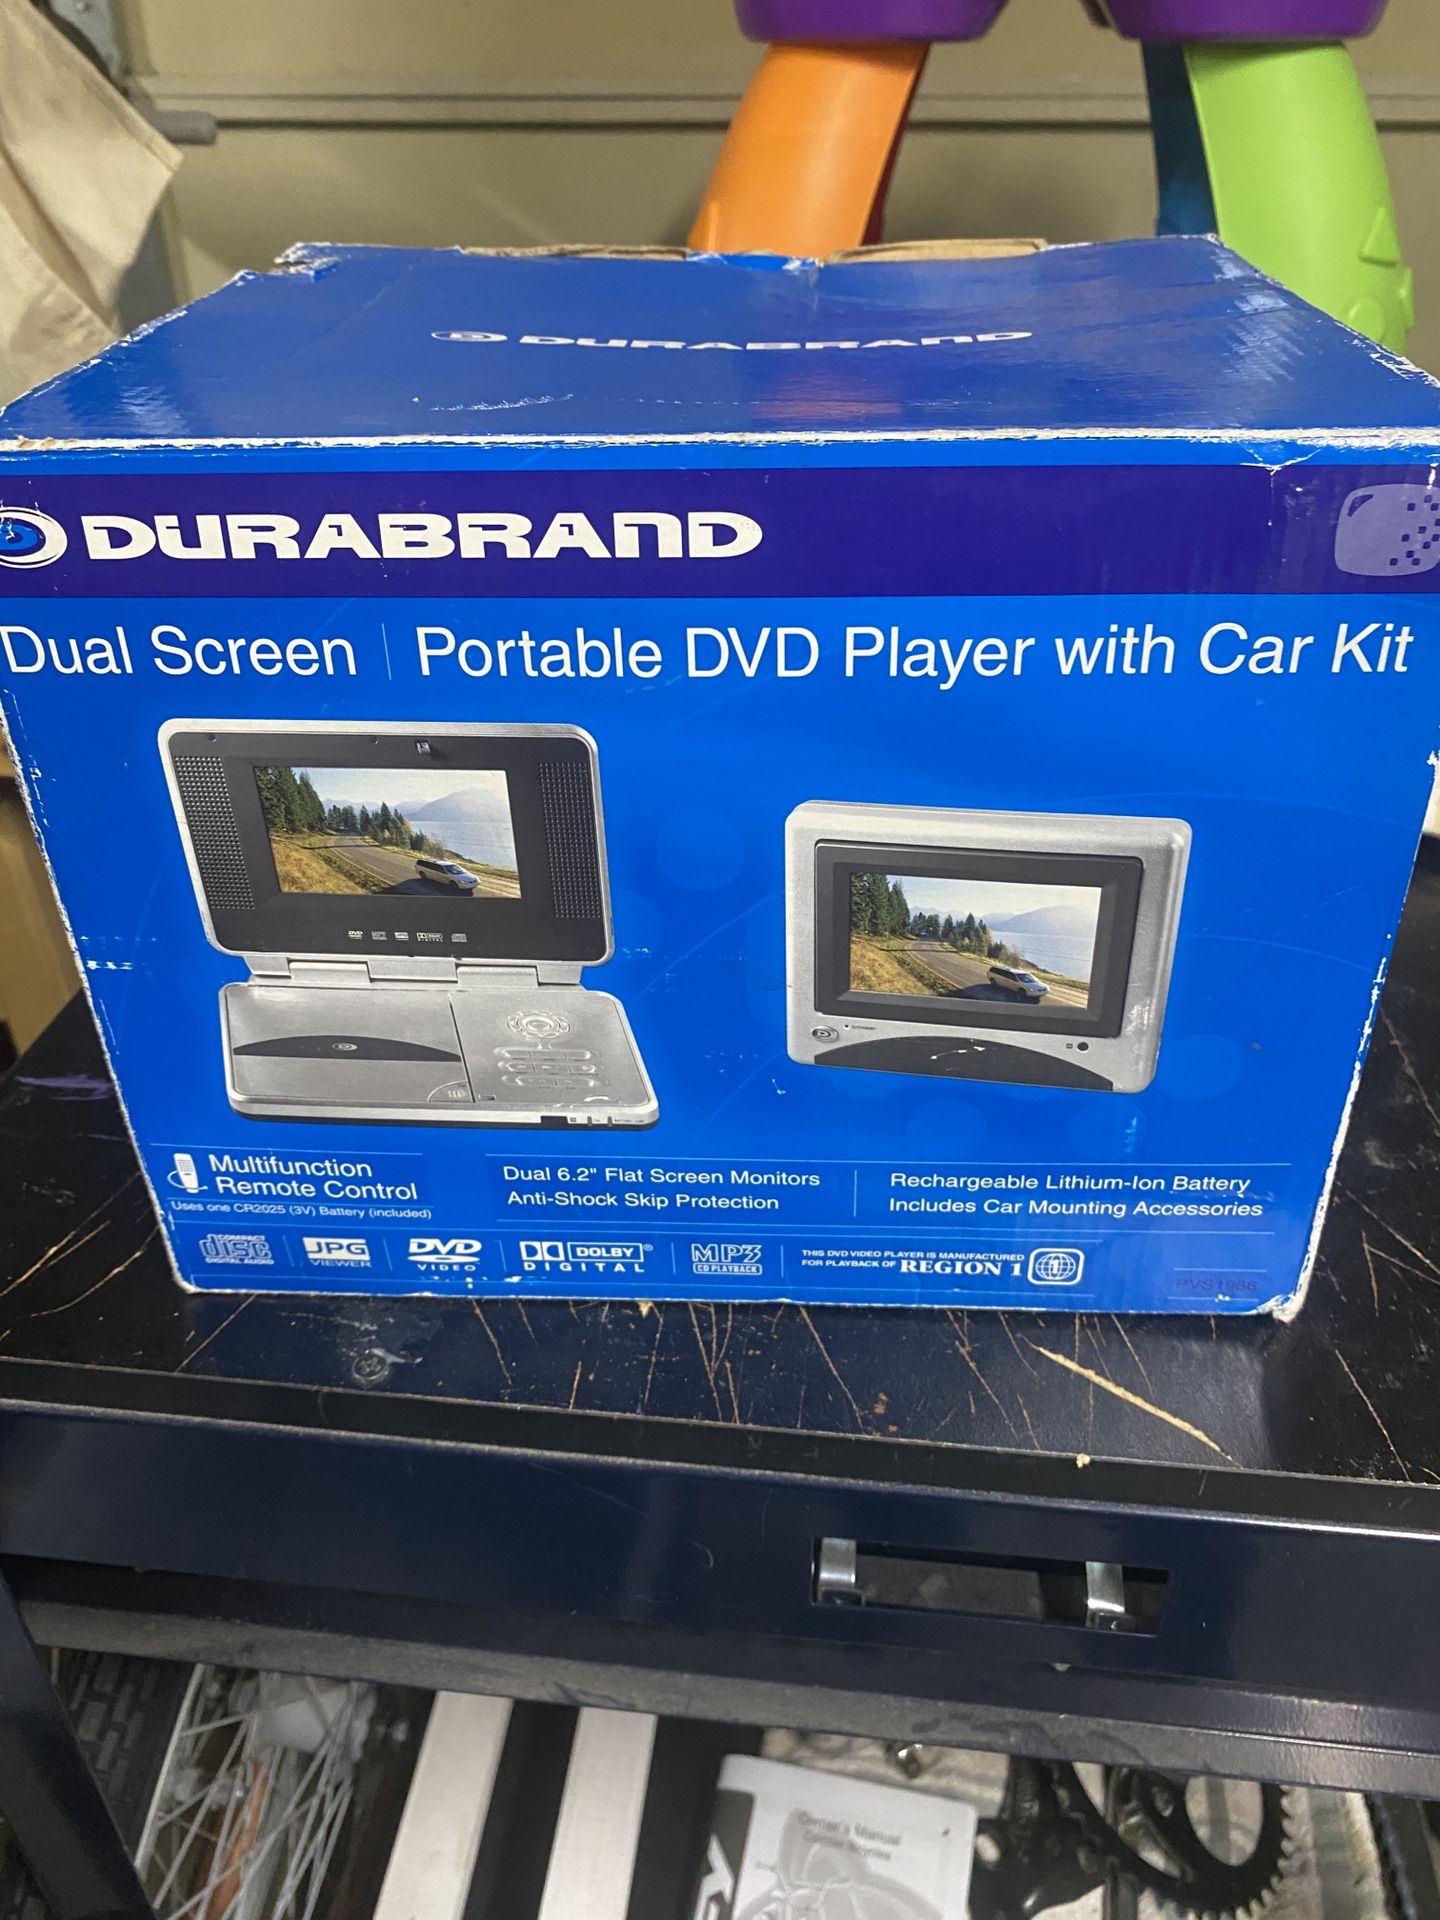 DURABRAND
DURABRAND
Dual Screen | Portable DVD Player with Car Kit
Multifunction
Remote Control
Uses one CR2025 (3V) Battery (included)
Dual 6.2" Flat Screen Monitors
Anti-Shock Skip Protection
Rechargeable Lithium-Ion Battery
Includes Car Mounting Accessories
COMPACT
disc
DIGITAL AUDIO
JPG
VIEWER
DVD
VIDEO
DOLBY®
DIGITAL
MP3
CD PLAYBACK
THIS DVD VIDEO PLAYER IS MANUFACTURED
FOR PLAYBACK OF REGION 1
1
PVS1966
Owner's Manual